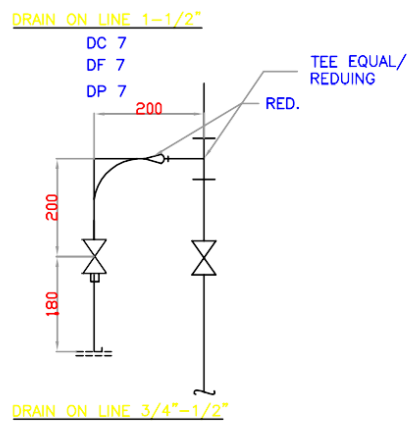 DRAIN ON LINE 1-1/2"
DC 7
DF 7
DP 7
200
TEE EQUAL/
REDUING
RED.
200
180
DRAIN ON LINE 3/4"-1/2"